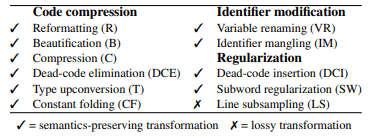 Code compression Identifier modification
✓ Reformatting (R) ✓ Variable renaming (VR)
✓ Beautification (B) ✓ Identifier mangling (IM)
✓ Compression (C) Regularization
✓ Dead-code elimination (DCE) ✓ Dead-code insertion (DCI)
✓ Type upconversion (T) ✓ Subword regularization (SW)
✓ Constant folding (CF) ✗ Line subsampling (LS)
✓ = semantics-preserving transformation ✗ = lossy transformation